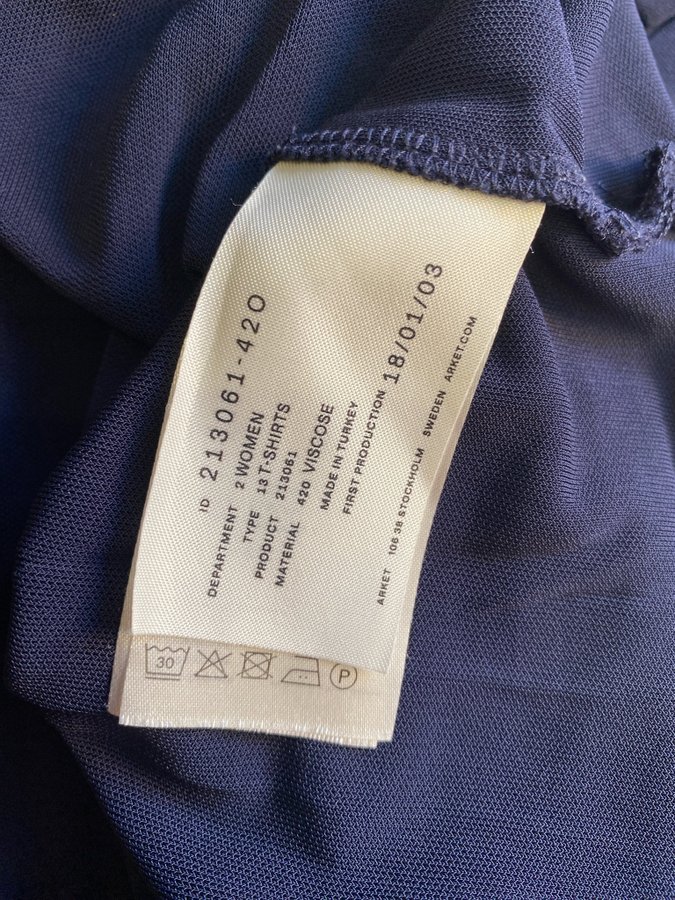 ID 213061-420
DEPARTMENT 2 WOMEN
TYPE 13 T-SHIRTS
PRODUCT 213061
MATERIAL 420 VISCOSE
MADE IN TURKEY
FIRST PRODUCTION 18/01/03
ARKET 106 38 STOCKHOLM SWEDEN ARKET.COM
30
P